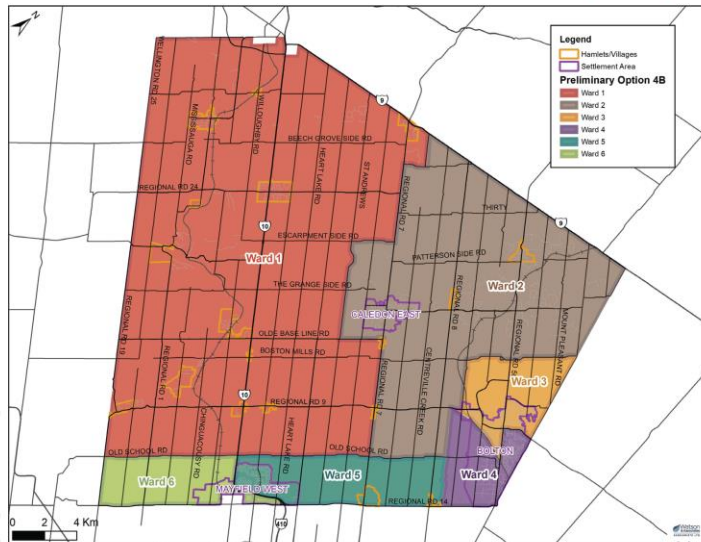 N
Legend
Hamlets/Villages
Settlement Area
Preliminary Option 4B
Ward 1
Ward 2
Ward 3
Ward 4
Ward 5
Ward 6
WELLINGTON RD 25
MISSISSAUGA RD
WILLOUGHBY RD
9
BEECH GROVE SIDE RD
HEART LAKE RD
ST ANDREWS
REGIONAL RD 7
REGIONAL RD 24
THIRTY
10
9
ESCARPMENT SIDE RD
PATTERSON SIDE RD
Ward 1
Ward 2
THE GRANGE SIDE RD
REGIONAL RD 8
CALEDON EAST
REGIONAL RD 19
OLDE BASE LINE RD
REGIONAL RD 50
MOUNT PLEASANT RD
BOSTON MILLS RD
CENTREVILLE CREEK RD
REGIONAL RD 1
REGIONAL RD 7
Ward 3
10
REGIONAL RD 9
CHINGUACOUSY RD
HEART LAKE RD
OLD SCHOOL RD
OLD SCHOOL RD
BOLTON
Ward 6
Ward 5
Ward 4
MAYFIELD WEST
REGIONAL RD 14
410
0 2 4 Km
Watson